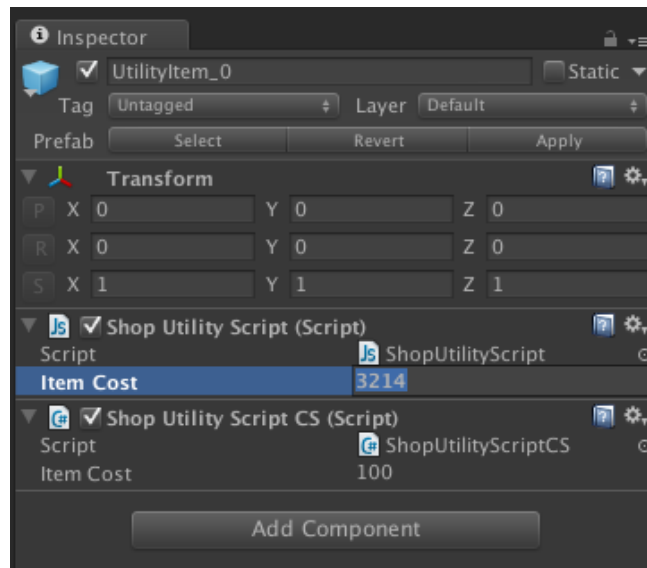 Inspector
UtilityItem_0 Static
Tag Untagged Layer Default
Prefab Select Revert Apply
Transform
P X 0 Y 0 Z 0
R X 0 Y 0 Z 0
S X 1 Y 1 Z 1
Js Shop Utility Script (Script)
Script Js ShopUtilityScript
Item Cost 3214
C# Shop Utility Script CS (Script)
Script C# ShopUtilityScriptCS
Item Cost 100
Add Component